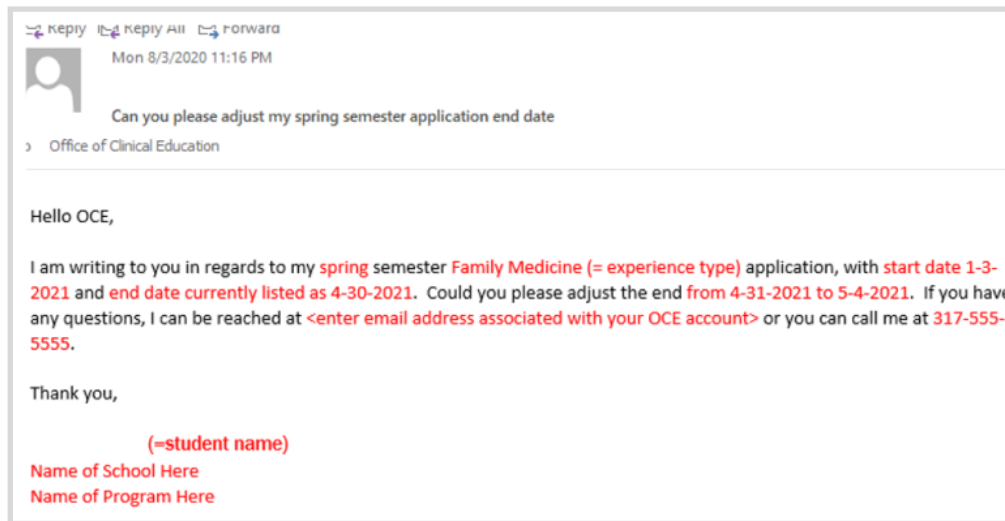 Reply Reply All Forward
Mon 8/3/2020 11:16 PM
Can you please adjust my spring semester application end date
Office of Clinical Education
Hello OCE,
I am writing to you in regards to my spring semester Family Medicine (= experience type) application, with start date 1-3-
2021 and end date currently listed as 4-30-2021. Could you please adjust the end from 4-31-2021 to 5-4-2021. If you have
any questions, I can be reached at <enter email address associated with your OCE account> or you can call me at 317-555-
5555.
Thank you,
(=student name)
Name of School Here
Name of Program Here